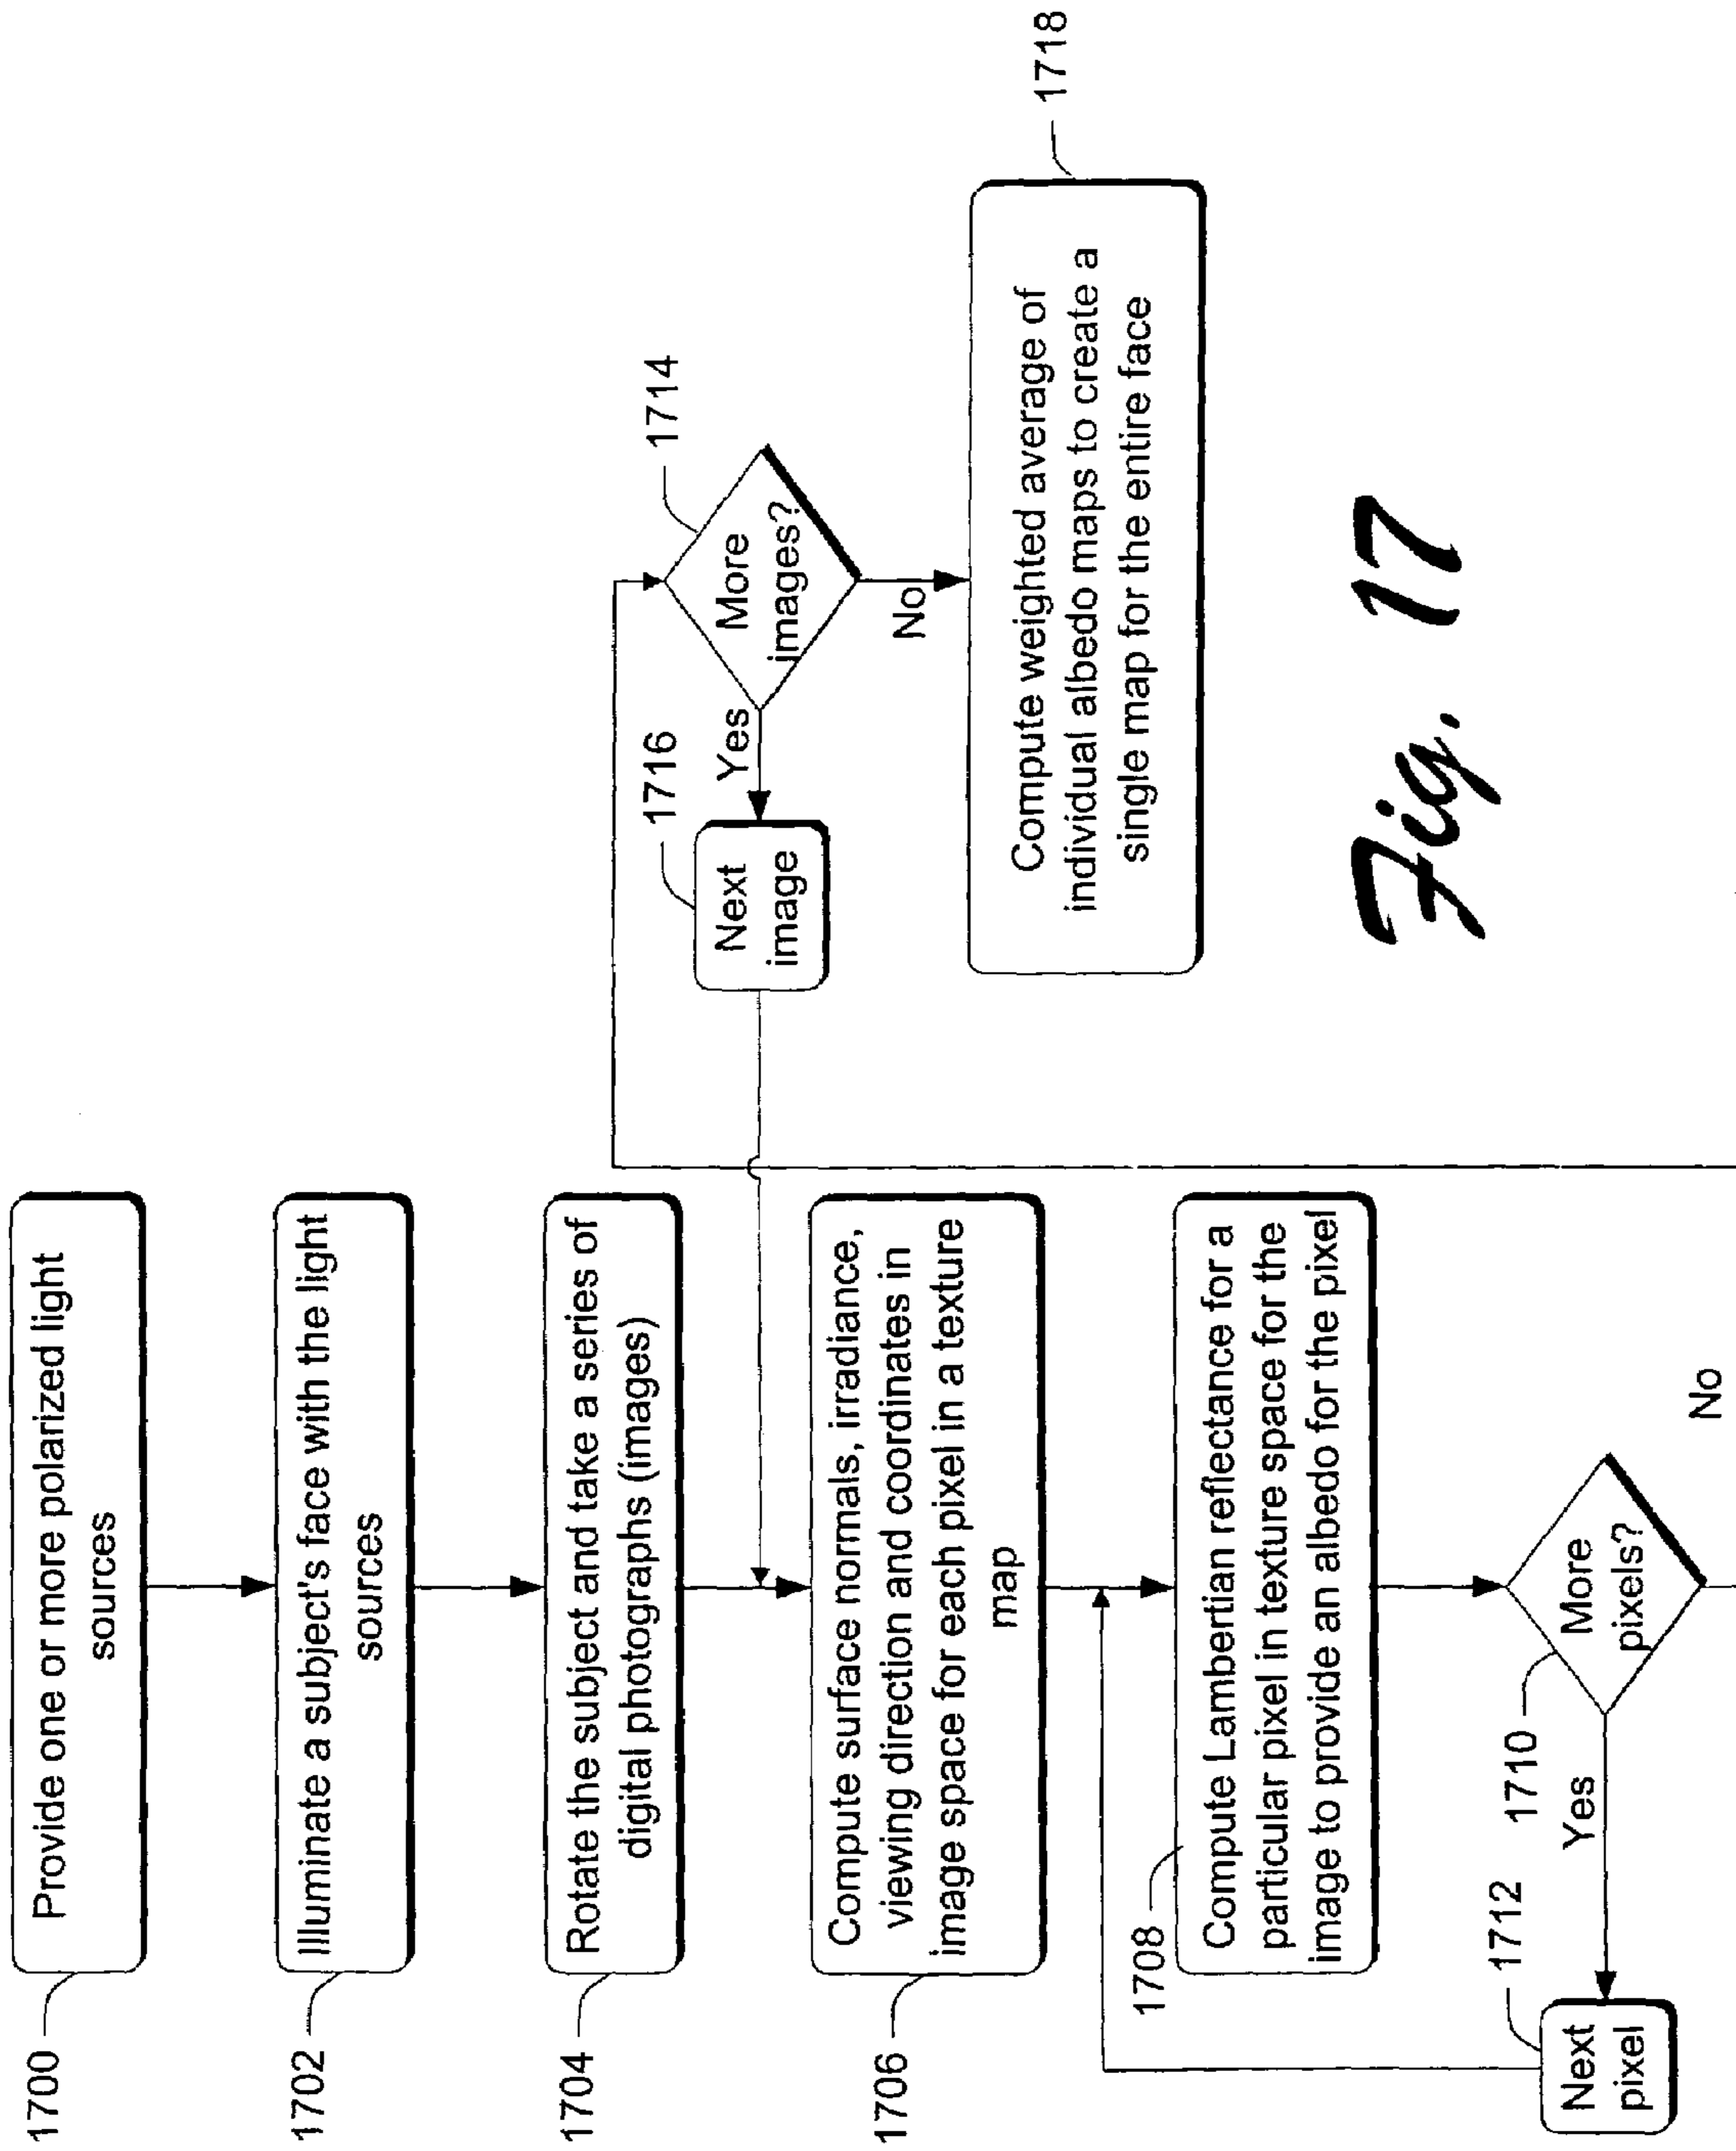 1700
Provide one or more polarized light
sources
1702
Illuminate a subject's face with the light
sources
1704
Rotate the subject and take a series of
digital photographs (images)
1706
Compute surface normals, irradiance,
viewing direction and coordinates in
image space for each pixel in a texture
map
1708
Compute Lambertian reflectance for a
particular pixel in texture space for the
image to provide an albedo for the pixel
1710
More
pixels?
Yes
No
1712
Next
pixel
1714
More
images?
Yes
No
1716
Next
image
1718
Compute weighted average of
individual albedo maps to create a
single map for the entire face
Fig. 17